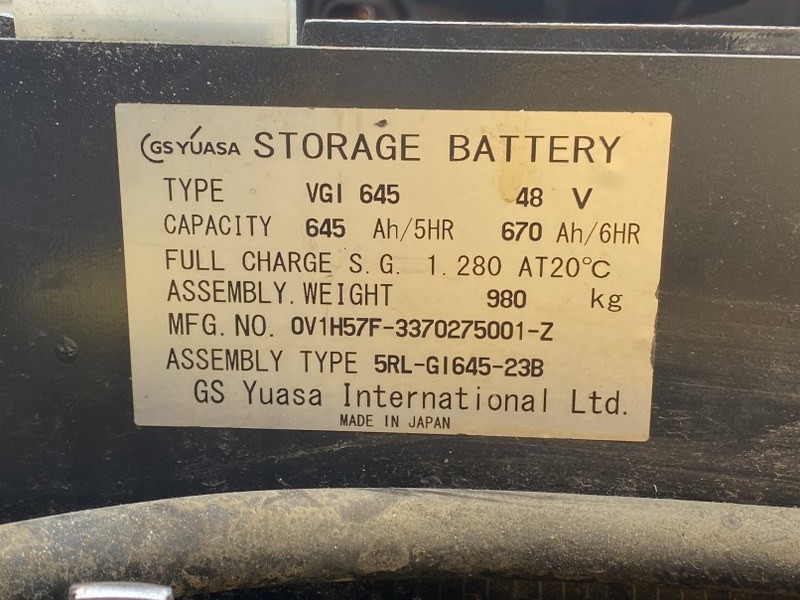 GS YUASA STORAGE BATTERY
TYPE VGI 645 48 V
CAPACITY 645 Ah/5HR 670 Ah/6HR
FULL CHARGE S.G. 1.280 AT20℃
ASSEMBLY.WEIGHT 980 kg
MFG.NO. 0V1H57F-3370275001-Z
ASSEMBLY TYPE 5RL-GI645-23B
GS Yuasa International Ltd.
MADE IN JAPAN